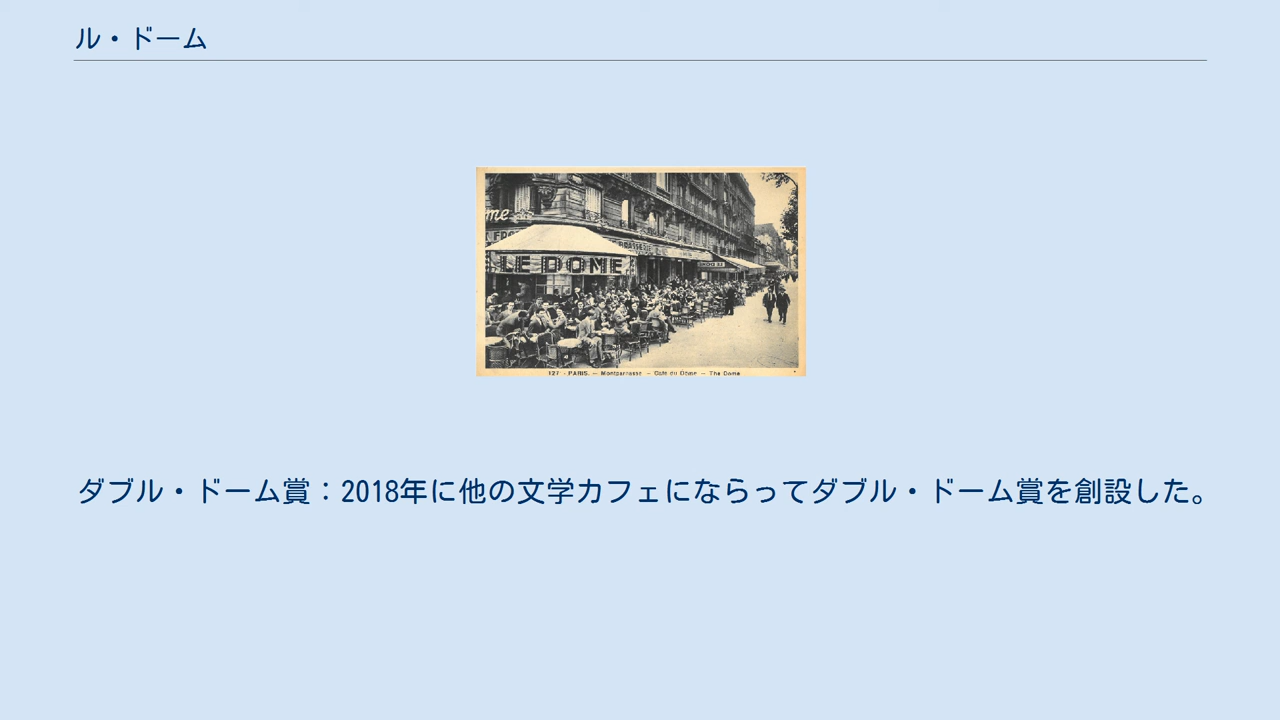 ル・ドーム
me
LE DOME
BRASSERIE
127 - PARIS. — Montparnasse — Café du Dôme — The Dome
ダブル・ドーム賞：2018年に他の文学カフェにならってダブル・ドーム賞を創設した。